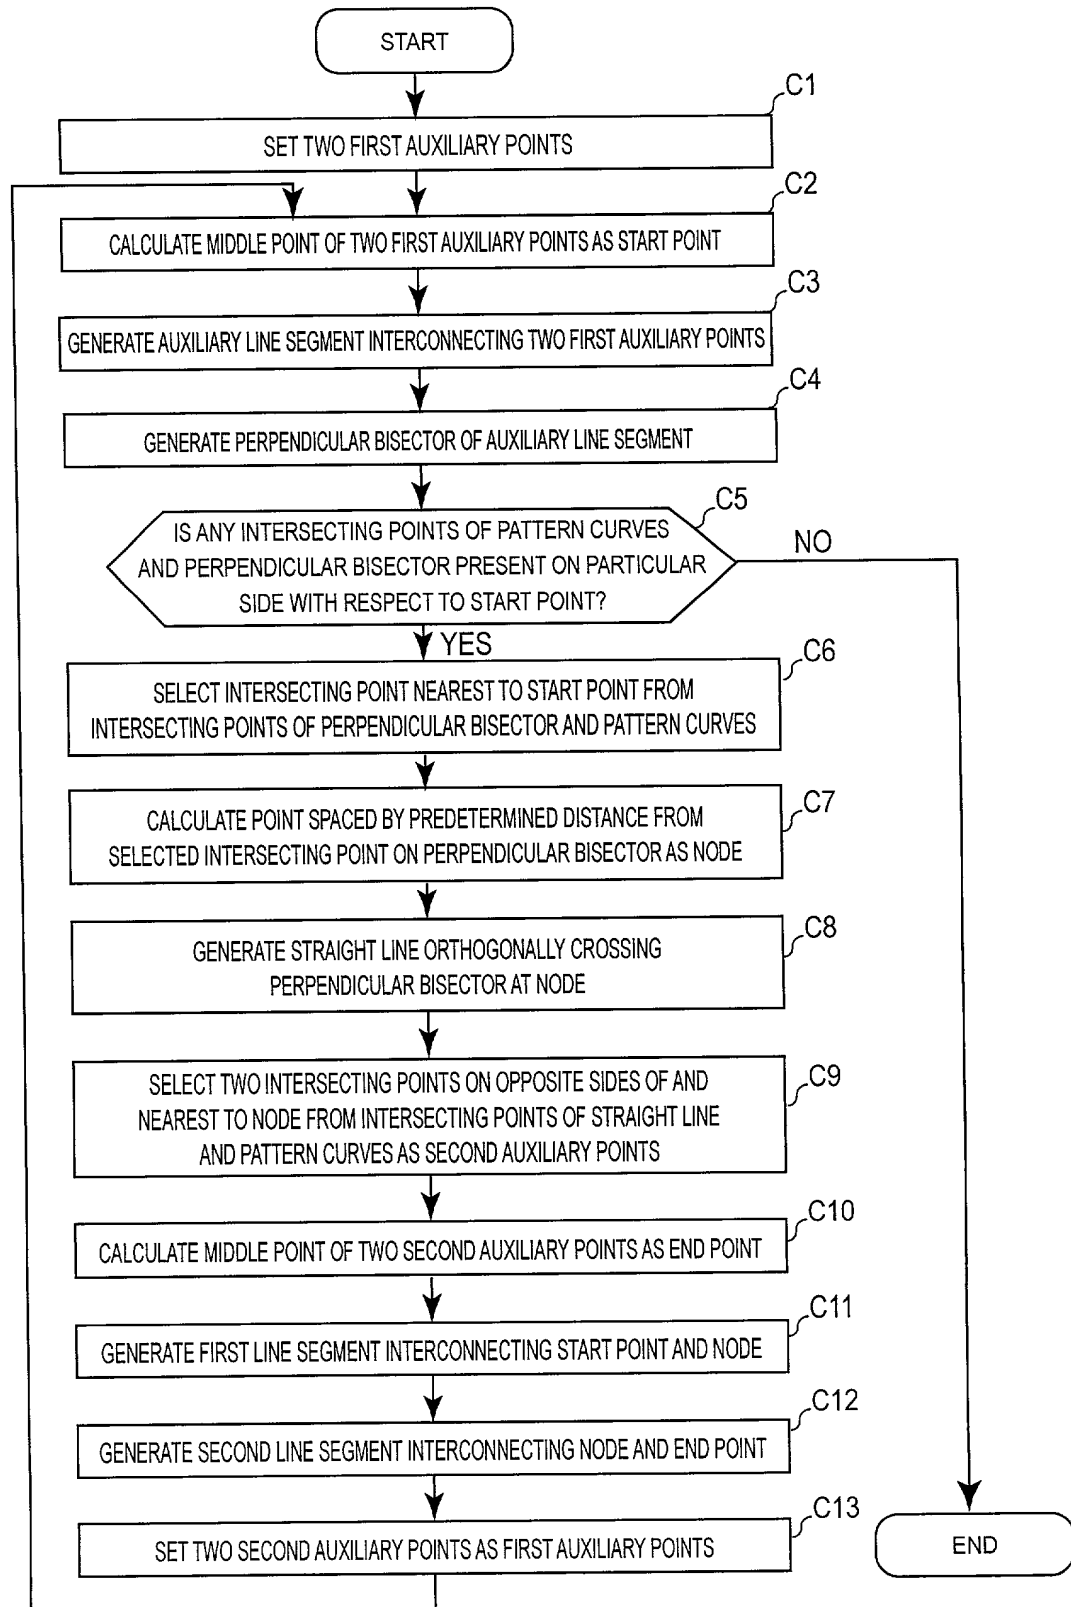 START
C1
SET TWO FIRST AUXILIARY POINTS
C2
CALCULATE MIDDLE POINT OF TWO FIRST AUXILIARY POINTS AS START POINT
C3
GENERATE AUXILIARY LINE SEGMENT INTERCONNECTING TWO FIRST AUXILIARY POINTS
C4
GENERATE PERPENDICULAR BISECTOR OF AUXILIARY LINE SEGMENT
C5
IS ANY INTERSECTING POINTS OF PATTERN CURVES
AND PERPENDICULAR BISECTOR PRESENT ON PARTICULAR
SIDE WITH RESPECT TO START POINT?
NO
YES
C6
SELECT INTERSECTING POINT NEAREST TO START POINT FROM
INTERSECTING POINTS OF PERPENDICULAR BISECTOR AND PATTERN CURVES
C7
CALCULATE POINT SPACED BY PREDETERMINED DISTANCE FROM
SELECTED INTERSECTING POINT ON PERPENDICULAR BISECTOR AS NODE
C8
GENERATE STRAIGHT LINE ORTHOGONALLY CROSSING
PERPENDICULAR BISECTOR AT NODE
C9
SELECT TWO INTERSECTING POINTS ON OPPOSITE SIDES OF AND
NEAREST TO NODE FROM INTERSECTING POINTS OF STRAIGHT LINE
AND PATTERN CURVES AS SECOND AUXILIARY POINTS
C10
CALCULATE MIDDLE POINT OF TWO SECOND AUXILIARY POINTS AS END POINT
C11
GENERATE FIRST LINE SEGMENT INTERCONNECTING START POINT AND NODE
C12
GENERATE SECOND LINE SEGMENT INTERCONNECTING NODE AND END POINT
C13
SET TWO SECOND AUXILIARY POINTS AS FIRST AUXILIARY POINTS
END